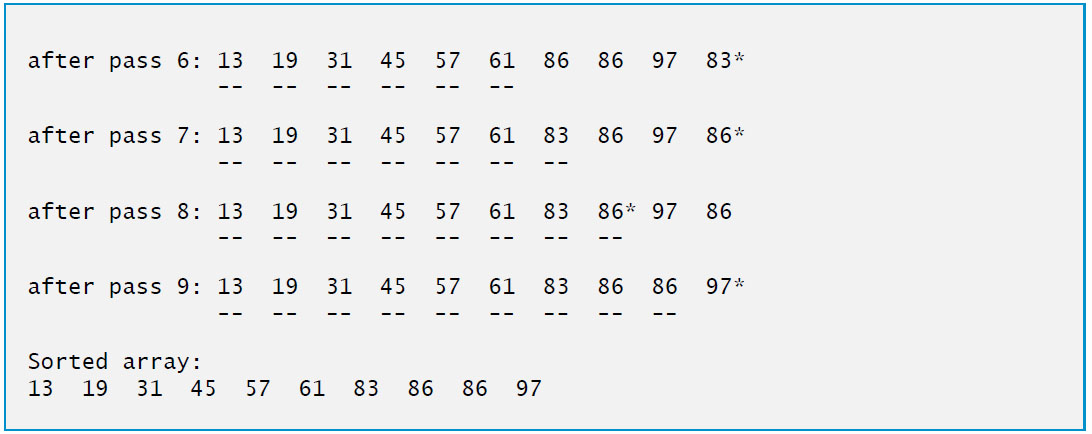 after pass 6: 13  19  31  45  57  61  86  86  97  83*
              --  --  --  --  --  --
after pass 7: 13  19  31  45  57  61  83  86  97  86*
              --  --  --  --  --  --  --
after pass 8: 13  19  31  45  57  61  83  86* 97  86
              --  --  --  --  --  --  --  --
after pass 9: 13  19  31  45  57  61  83  86  86  97*
              --  --  --  --  --  --  --  --  --
Sorted array:
13  19  31  45  57  61  83  86  86  97